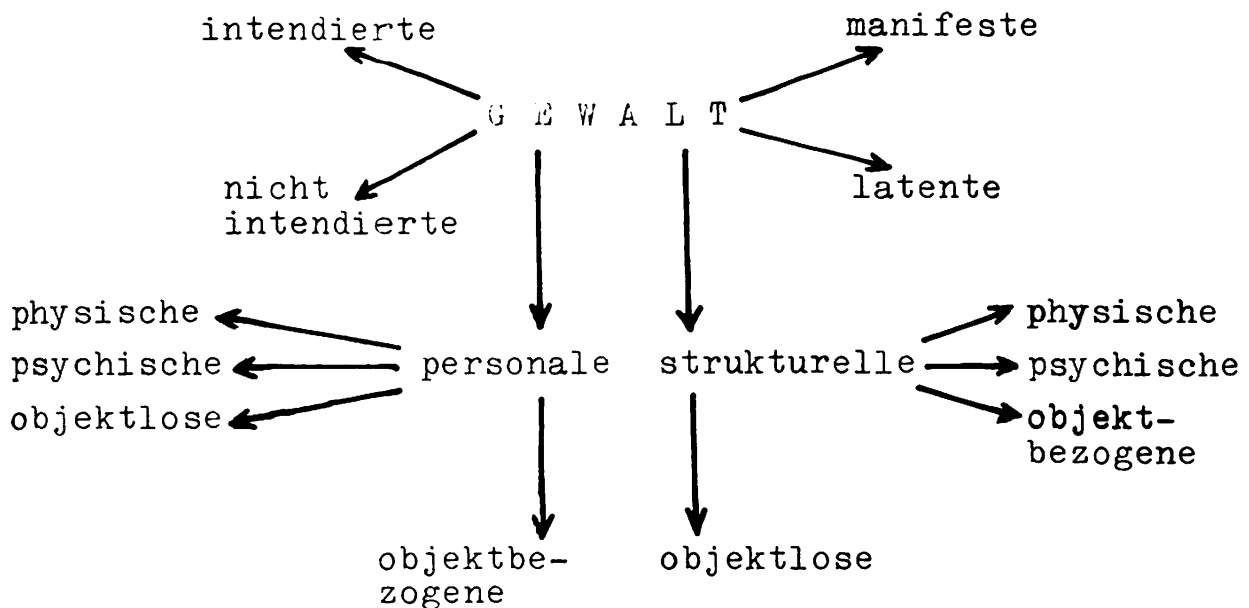 intendierte
manifeste
G E W A L T
nicht
intendierte
latente
physische
psychische
objektlose
personale
strukturelle
physische
psychische
objekt-
bezogene
objektbe-
zogene
objektlose